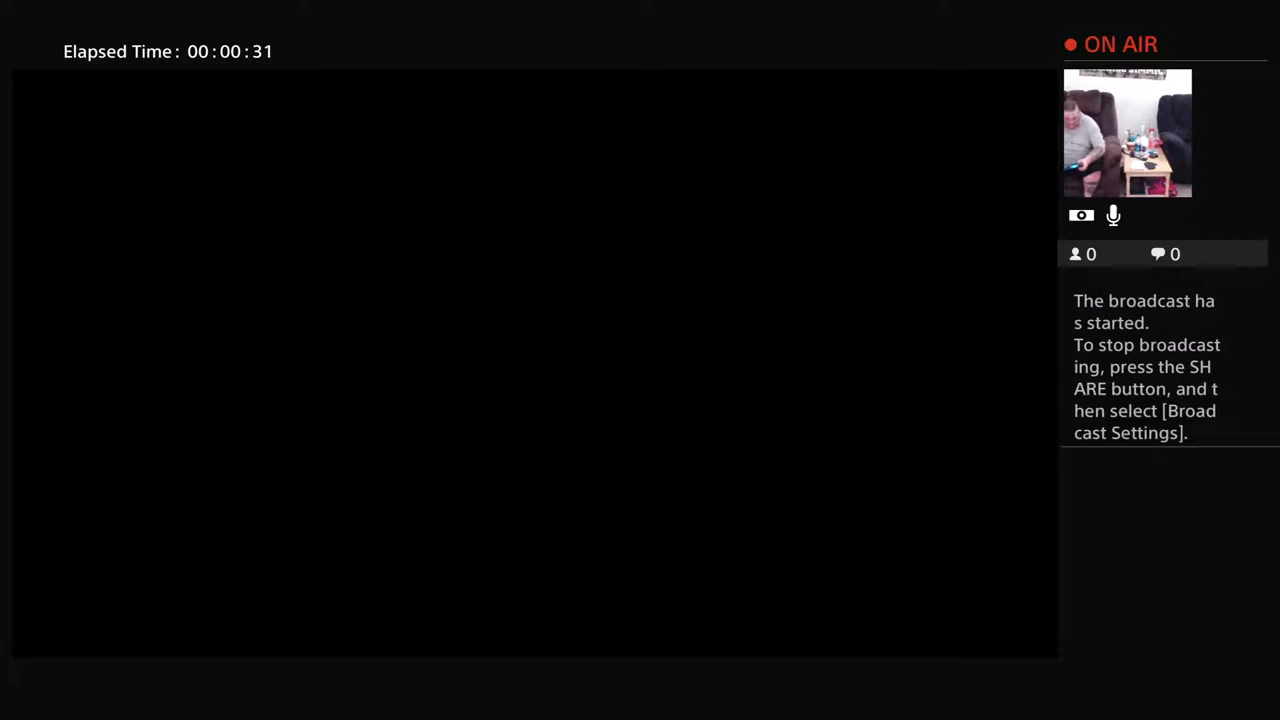 Elapsed Time: 00:00:31
ON AIR
0
0
The broadcast ha
s started.
To stop broadcast
ing, press the SH
ARE button, and t
hen select [Broad
cast Settings].